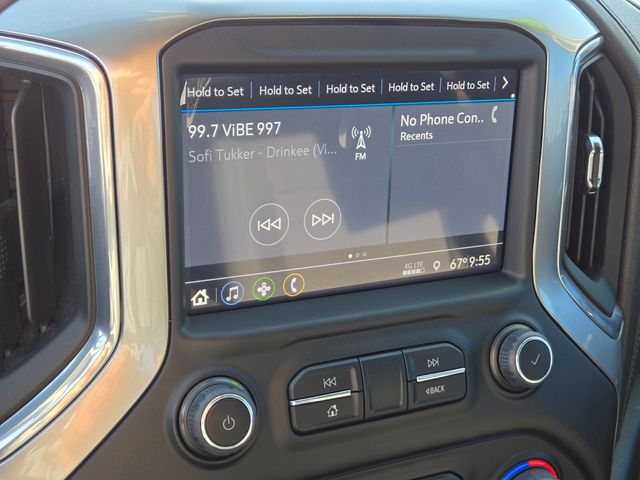 Hold to Set Hold to Set Hold to Set Hold to Set Hold to Set
99.7 ViBE 997
Sofi Tukker - Drinkee (Vi...
FM
No Phone Con..
Recents
4G LTE 67° 9:55
BACK